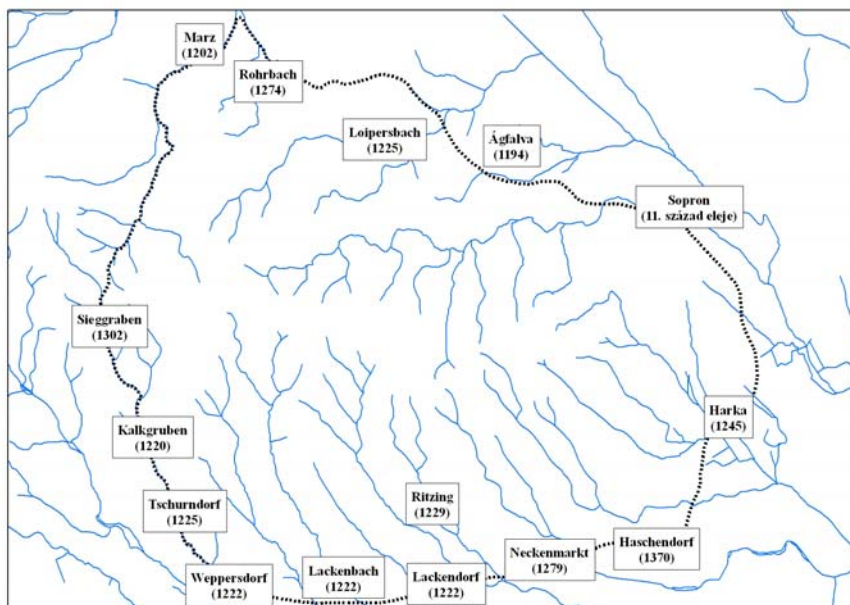 Marz
(1202)
Rohrbach
(1274)
Loipersbach
(1225)
Ágfalva
(1194)
Sopron
(11. század eleje)
Sieggraben
(1302)
Harka
(1245)
Kalkgruben
(1220)
Tschurndorf
(1225)
Ritzing
(1229)
Haschendorf
(1370)
Neckenmarkt
(1279)
Lackenbach
(1222)
Lackendorf
(1222)
Weppersdorf
(1222)